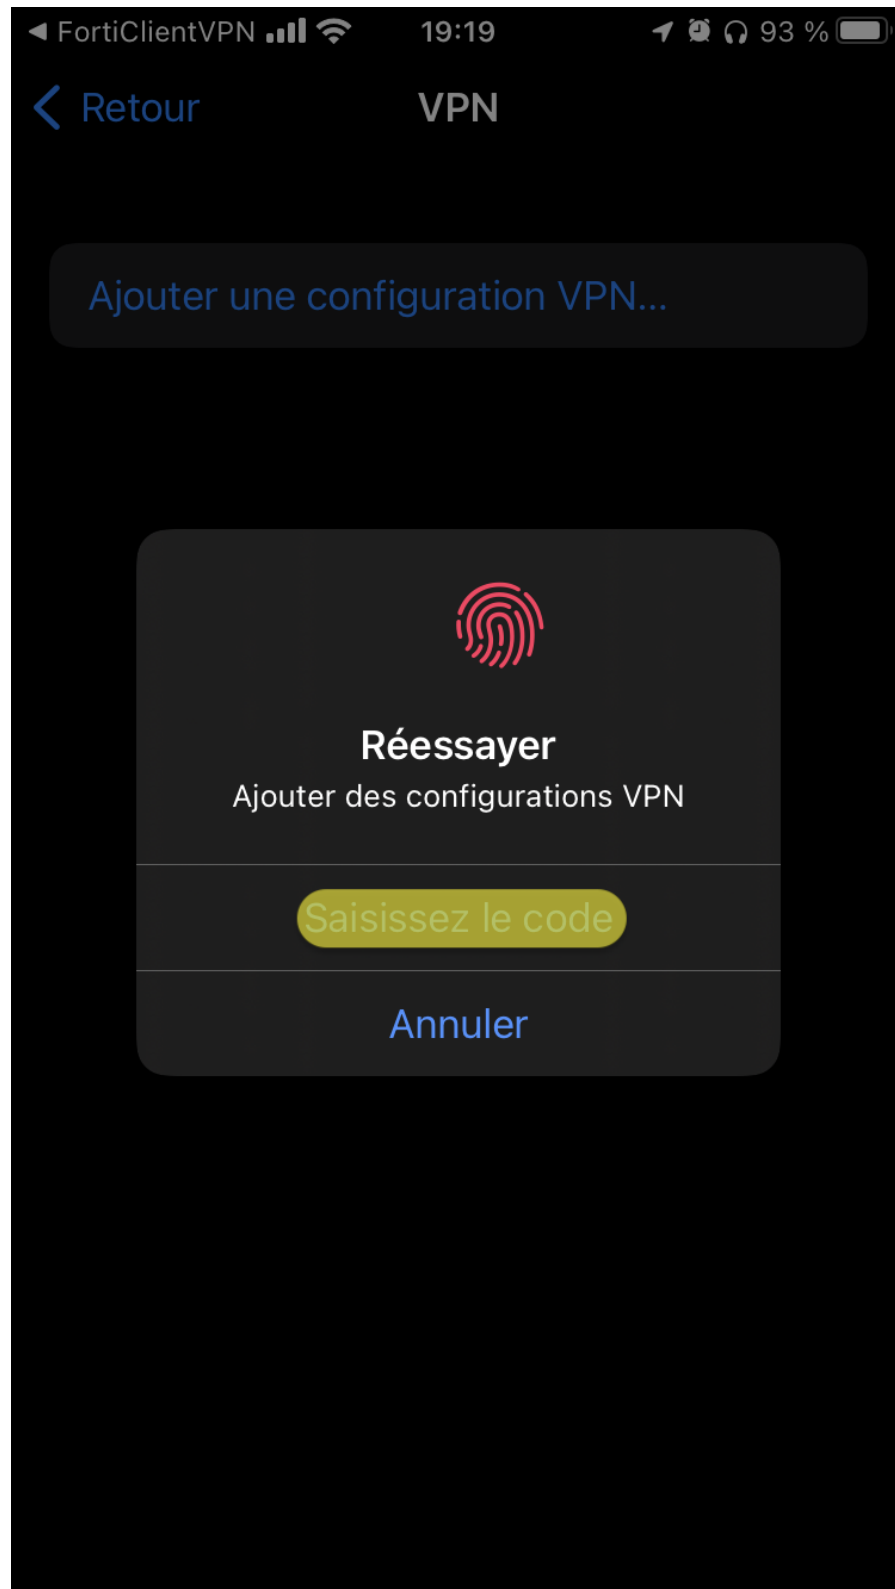 ◀ FortiClientVPN 19:19 93 %
Retour VPN
Ajouter une configuration VPN...
Réessayer
Ajouter des configurations VPN
Saisissez le code
Annuler